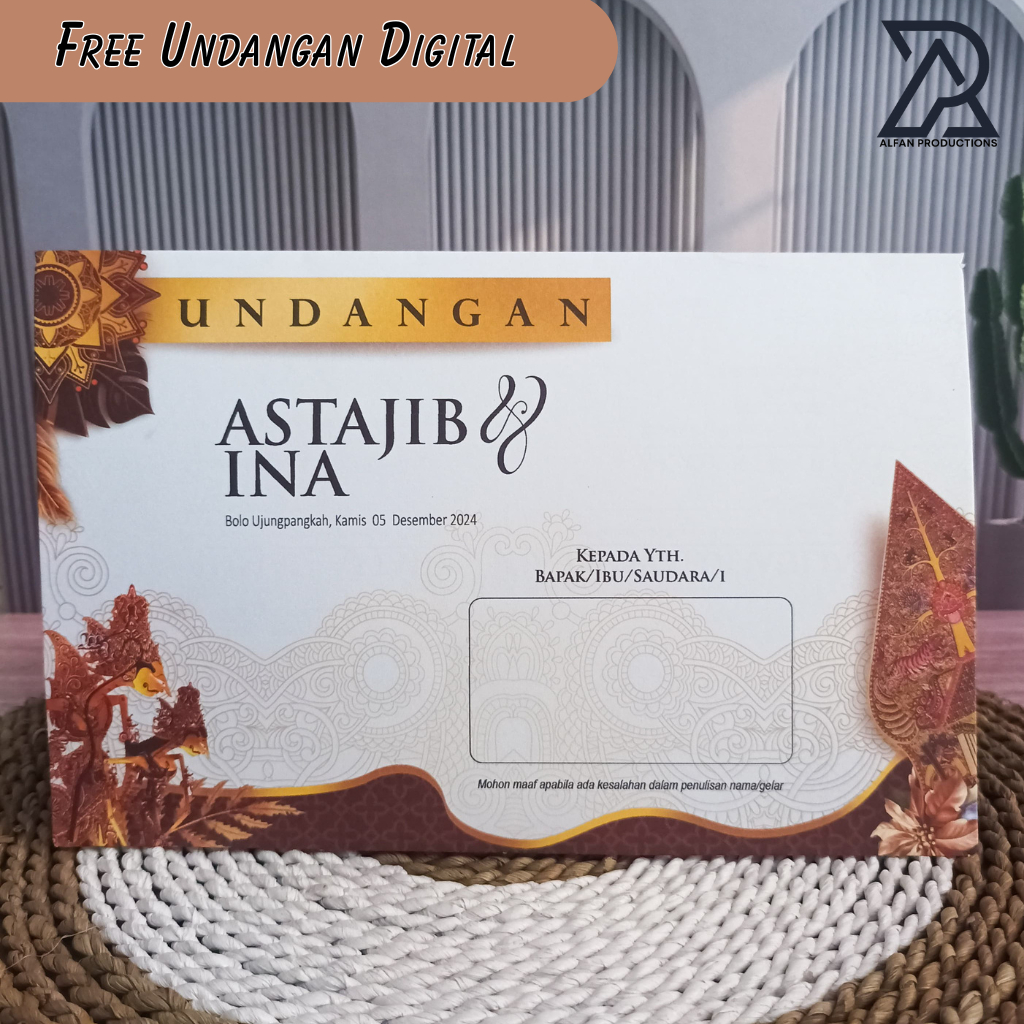 Free Undangan Digital
ALFAN PRODUCTIONS
UNDANGAN
ASTAJIB &
INA
Bolo Ujungpangkah, Kamis 05 Desember 2024
Kepada Yth.
Bapak/Ibu/Saudara/i
Mohon maaf apabila ada kesalahan dalam penulisan nama/gelar